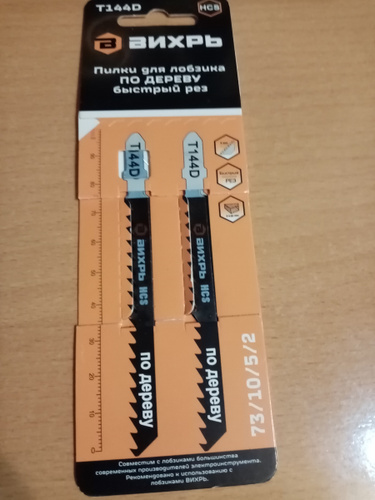 T144D
HCS
ВИХРЬ
Пилки для лобзика
ПО ДЕРЕВУ
быстрый рез
T144D
T144D
ВИХРЬ HCS
ВИХРЬ HCS
по дереву
по дереву
73/10/5/2
Совместим с лобзиками большинства
современных производителей электроинструмента.
Рекомендовано к использованию с
лобзиками ВИХРЬ.